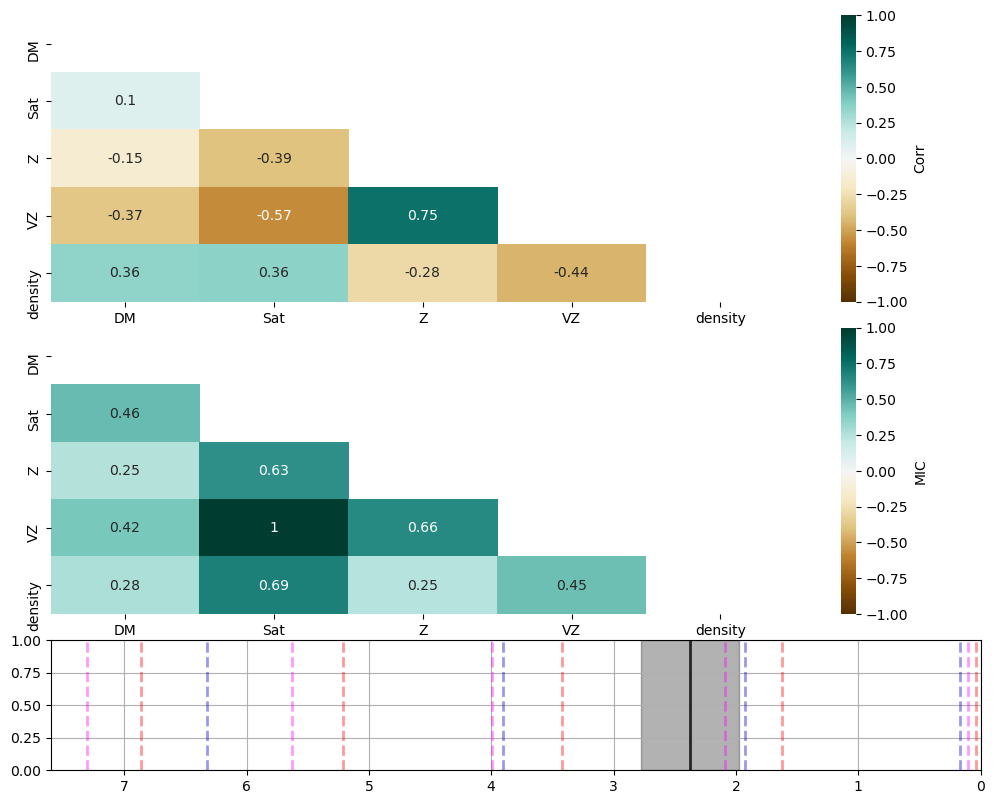 DM
Sat
Z
VZ
density
0.1
-0.15 -0.39
-0.37 -0.57 0.75
0.36 0.36 -0.28 -0.44
DM Sat Z VZ density
1.00
0.75
0.50
0.25
0.00
−0.25
−0.50
−0.75
−1.00
Corr
DM
Sat
Z
VZ
density
0.46
0.25 0.63
0.42 1 0.66
0.28 0.69 0.25 0.45
DM Sat Z VZ density
1.00
0.75
0.50
0.25
0.00
−0.25
−0.50
−0.75
−1.00
MIC
1.00
0.75
0.50
0.25
0.00
7 6 5 4 3 2 1 0